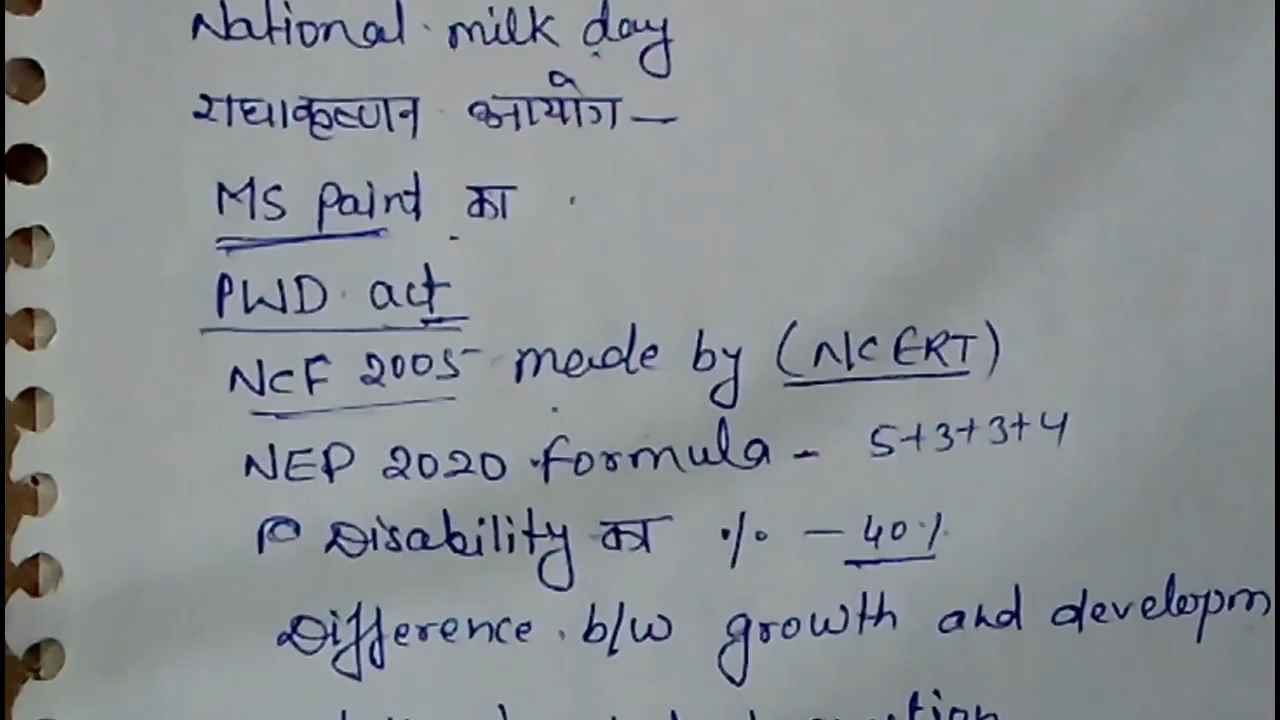 National milk day
राधाकृष्णन आयोग —
MS Paint का
PWD act
NCF 2005 made by (NCERT)
NEP 2020 formula - 5+3+3+4
Disability का % - 40%
Difference b/w growth and developm